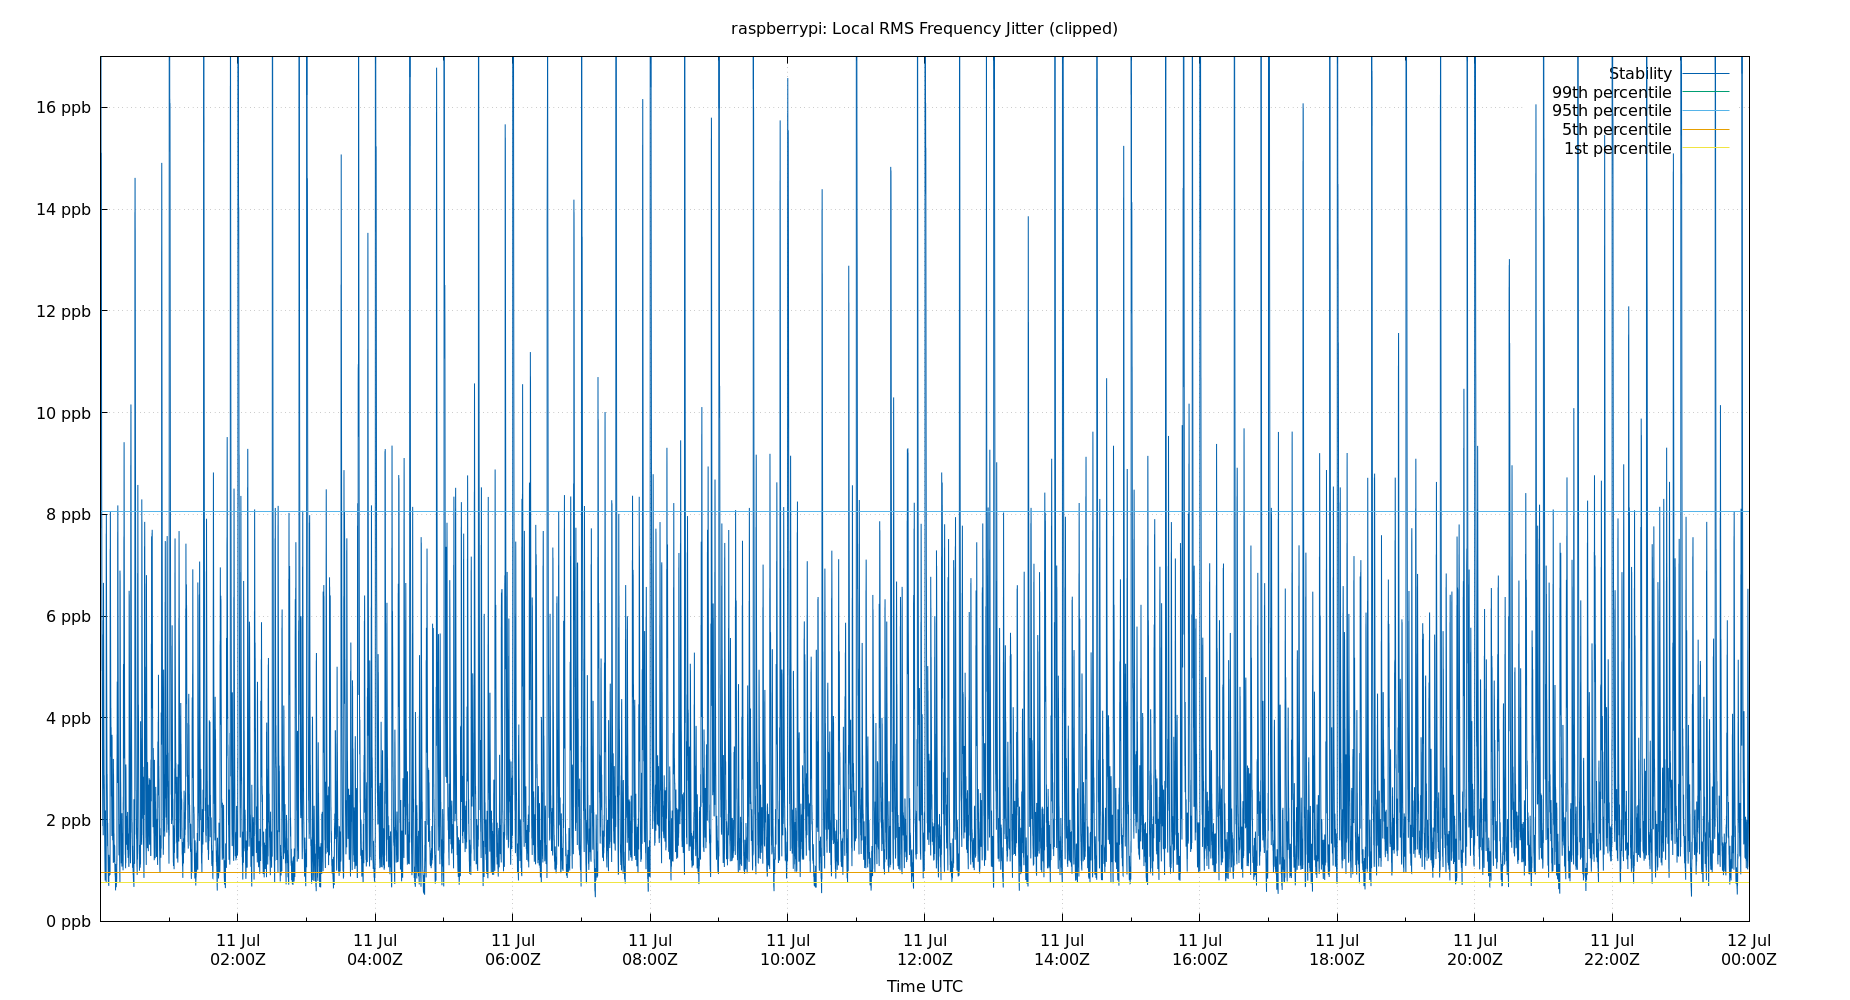 raspberrypi: Local RMS Frequency Jitter (clipped)
Stability
99th percentile
95th percentile
5th percentile
1st percentile
16 ppb
14 ppb
12 ppb
10 ppb
8 ppb
6 ppb
4 ppb
2 ppb
0 ppb
11 Jul 11 Jul 11 Jul 11 Jul 11 Jul 11 Jul 11 Jul 11 Jul 11 Jul 11 Jul 11 Jul 12 Jul
02:00Z 04:00Z 06:00Z 08:00Z 10:00Z 12:00Z 14:00Z 16:00Z 18:00Z 20:00Z 22:00Z 00:00Z
Time UTC